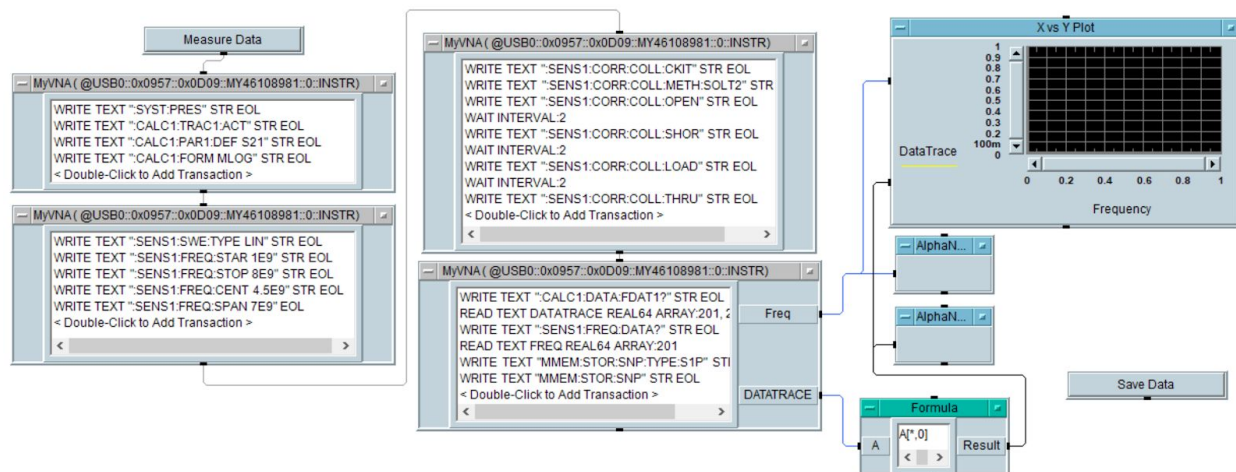 Measure Data
MyVNA ( @USB0::0x0957::0x0D09::MY46108981::0::INSTR)
WRITE TEXT ":SYST:PRES" STR EOL
WRITE TEXT ":CALC1:TRAC1:ACT" STR EOL
WRITE TEXT ":CALC1:PAR1:DEF S21" STR EOL
WRITE TEXT ":CALC1:FORM MLOG" STR EOL
< Double-Click to Add Transaction >
MyVNA ( @USB0::0x0957::0x0D09::MY46108981::0::INSTR)
WRITE TEXT ":SENS1:SWE:TYPE LIN" STR EOL
WRITE TEXT ":SENS1:FREQ:STAR 1E9" STR EOL
WRITE TEXT ":SENS1:FREQ:STOP 8E9" STR EOL
WRITE TEXT ":SENS1:FREQ:CENT 4.5E9" STR EOL
WRITE TEXT ":SENS1:FREQ:SPAN 7E9" EOL
< Double-Click to Add Transaction >
MyVNA ( @USB0::0x0957::0x0D09::MY46108981::0::INSTR)
WRITE TEXT ":SENS1:CORR:COLL:CKIT" STR EOL
WRITE TEXT ":SENS1:CORR:COLL:METH:SOLT2" STR
WRITE TEXT ":SENS1:CORR:COLL:OPEN" STR EOL
WAIT INTERVAL:2
WRITE TEXT ":SENS1:CORR:COLL:SHOR" STR EOL
WAIT INTERVAL:2
WRITE TEXT ":SENS1:CORR:COLL:LOAD" STR EOL
WAIT INTERVAL:2
WRITE TEXT ":SENS1:CORR:COLL:THRU" STR EOL
< Double-Click to Add Transaction >
MyVNA ( @USB0::0x0957::0x0D09::MY46108981::0::INSTR)
WRITE TEXT ":CALC1:DATA:FDAT1?" STR EOL
READ TEXT DATATRACE REAL64 ARRAY:201, 2
WRITE TEXT ":SENS1:FREQ:DATA?" STR EOL
READ TEXT FREQ REAL64 ARRAY:201
WRITE TEXT "MMEM:STOR:SNP:TYPE:S1P" STI
WRITE TEXT "MMEM:STOR:SNP" STR EOL
< Double-Click to Add Transaction >
Freq
DATATRACE
X vs Y Plot
1
0.9
0.8
0.7
0.6
0.5
0.4
0.3
0.2
100m
0
DataTrace
0 0.2 0.4 0.6 0.8 1
Frequency
AlphaN...
AlphaN...
Formula
A
A[*,0]
Result
Save Data